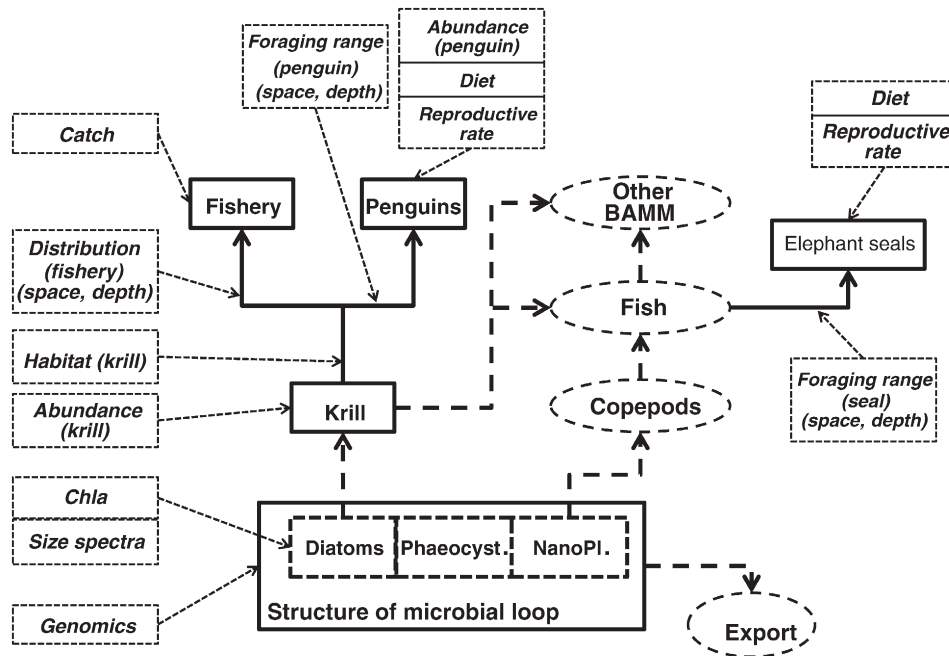 Foraging range
(penguin)
(space, depth)
Abundance
(penguin)
Diet
Reproductive
rate
Diet
Reproductive
rate
Catch
Fishery
Penguins
Other
BAMM
Elephant seals
Distribution
(fishery)
(space, depth)
Fish
Habitat (krill)
Foraging range
(seal)
(space, depth)
Abundance
(krill)
Krill
Copepods
Chla
Size spectra
Diatoms
Phaeocyst.
NanoPl.
Structure of microbial loop
Genomics
Export